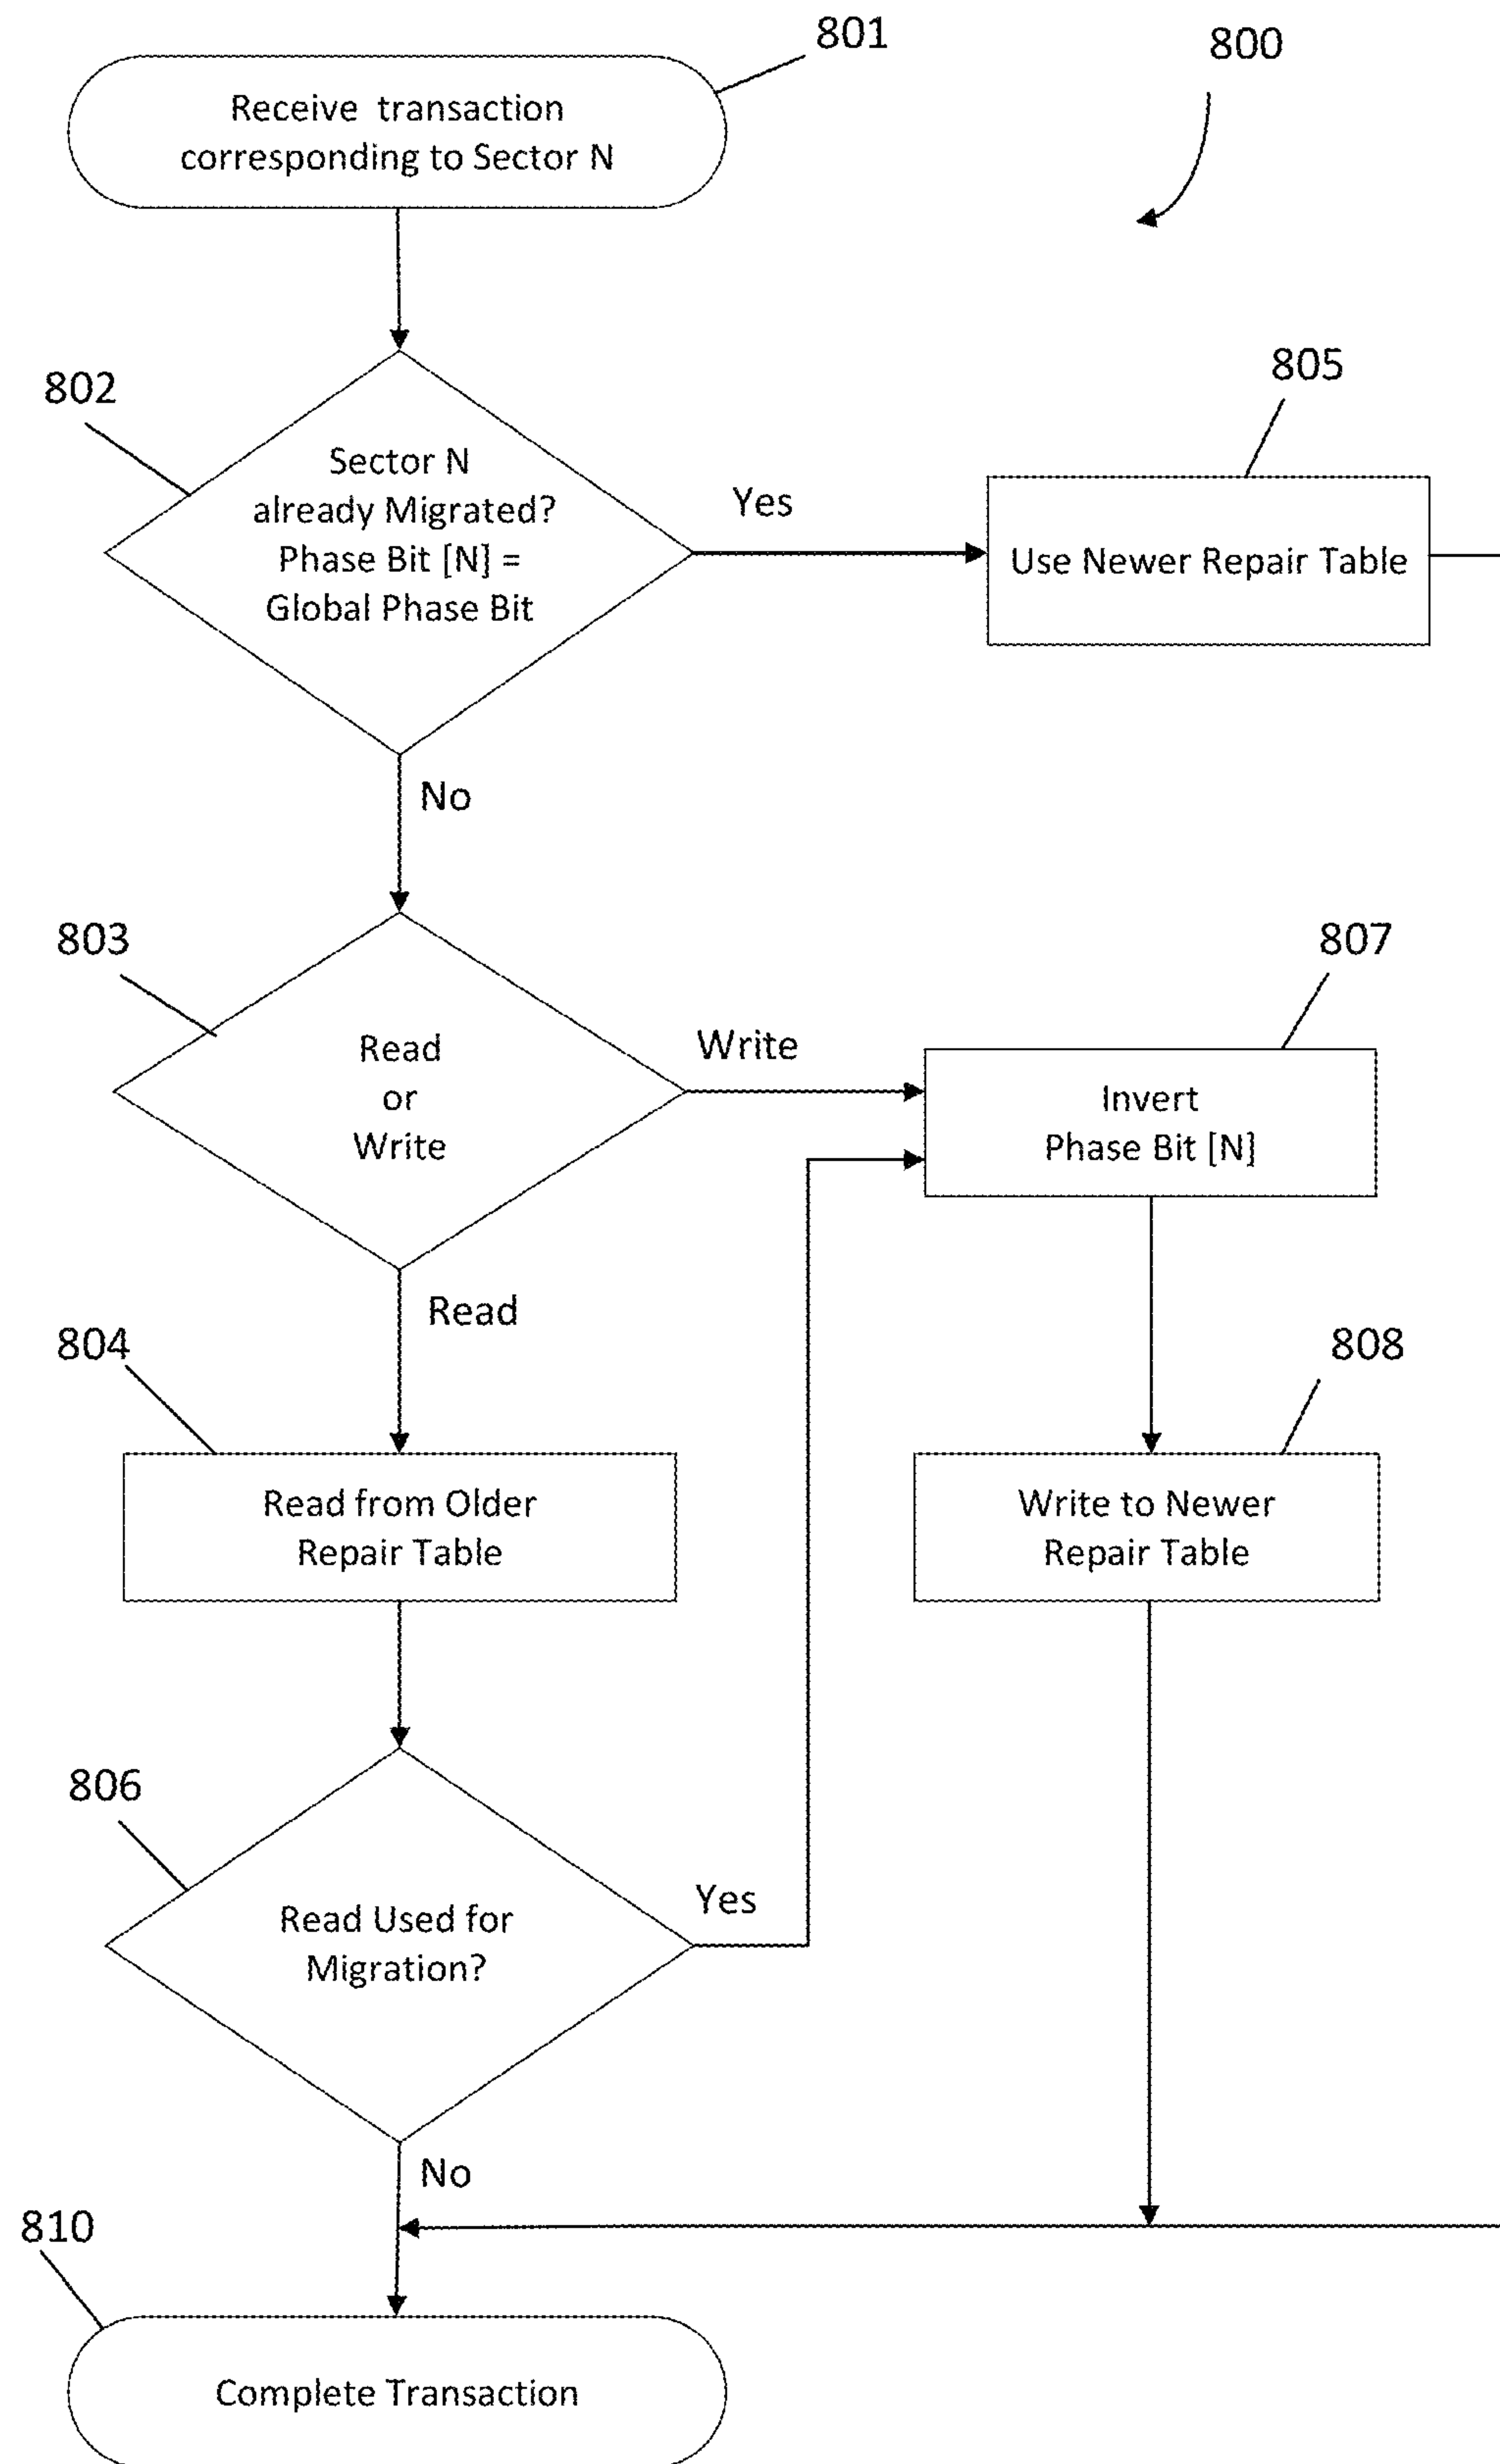 801
800
Receive transaction
corresponding to Sector N
802
Sector N
already Migrated?
Phase Bit [N] =
Global Phase Bit
Yes
805
Use Newer Repair Table
No
803
Read
or
Write
Write
807
Invert
Phase Bit [N]
Read
804
Read from Older
Repair Table
808
Write to Newer
Repair Table
806
Read Used for
Migration?
Yes
No
810
Complete Transaction